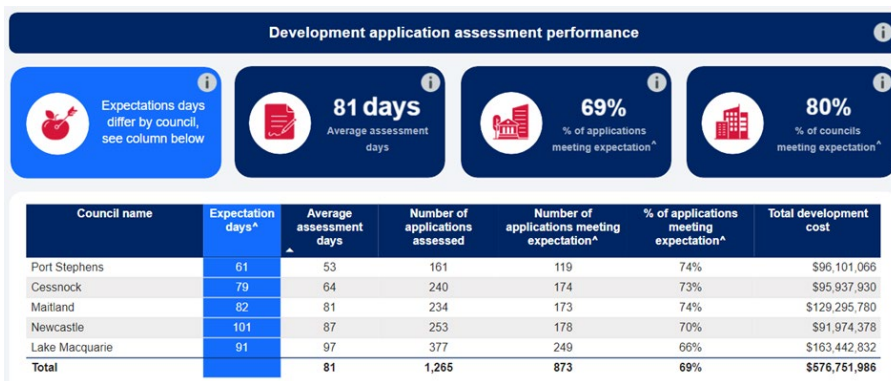 Development application assessment performance
i
i
Expectations days
differ by council,
see column below
i
81 days
Average assessment
days
i
69%
% of applications
meeting expectation^
i
80%
% of councils
meeting expectation^
Council name Expectation days^ Average assessment days Number of applications assessed Number of applications meeting expectation^ % of applications meeting expectation^ Total development cost
Port Stephens 61 53 161 119 74% $96,101,066
Cessnock 79 64 240 174 73% $95,937,930
Maitland 82 81 234 173 74% $129,295,780
Newcastle 101 87 253 178 70% $91,974,378
Lake Macquarie 91 97 377 249 66% $163,442,832
Total 81 1,265 873 69% $576,751,986